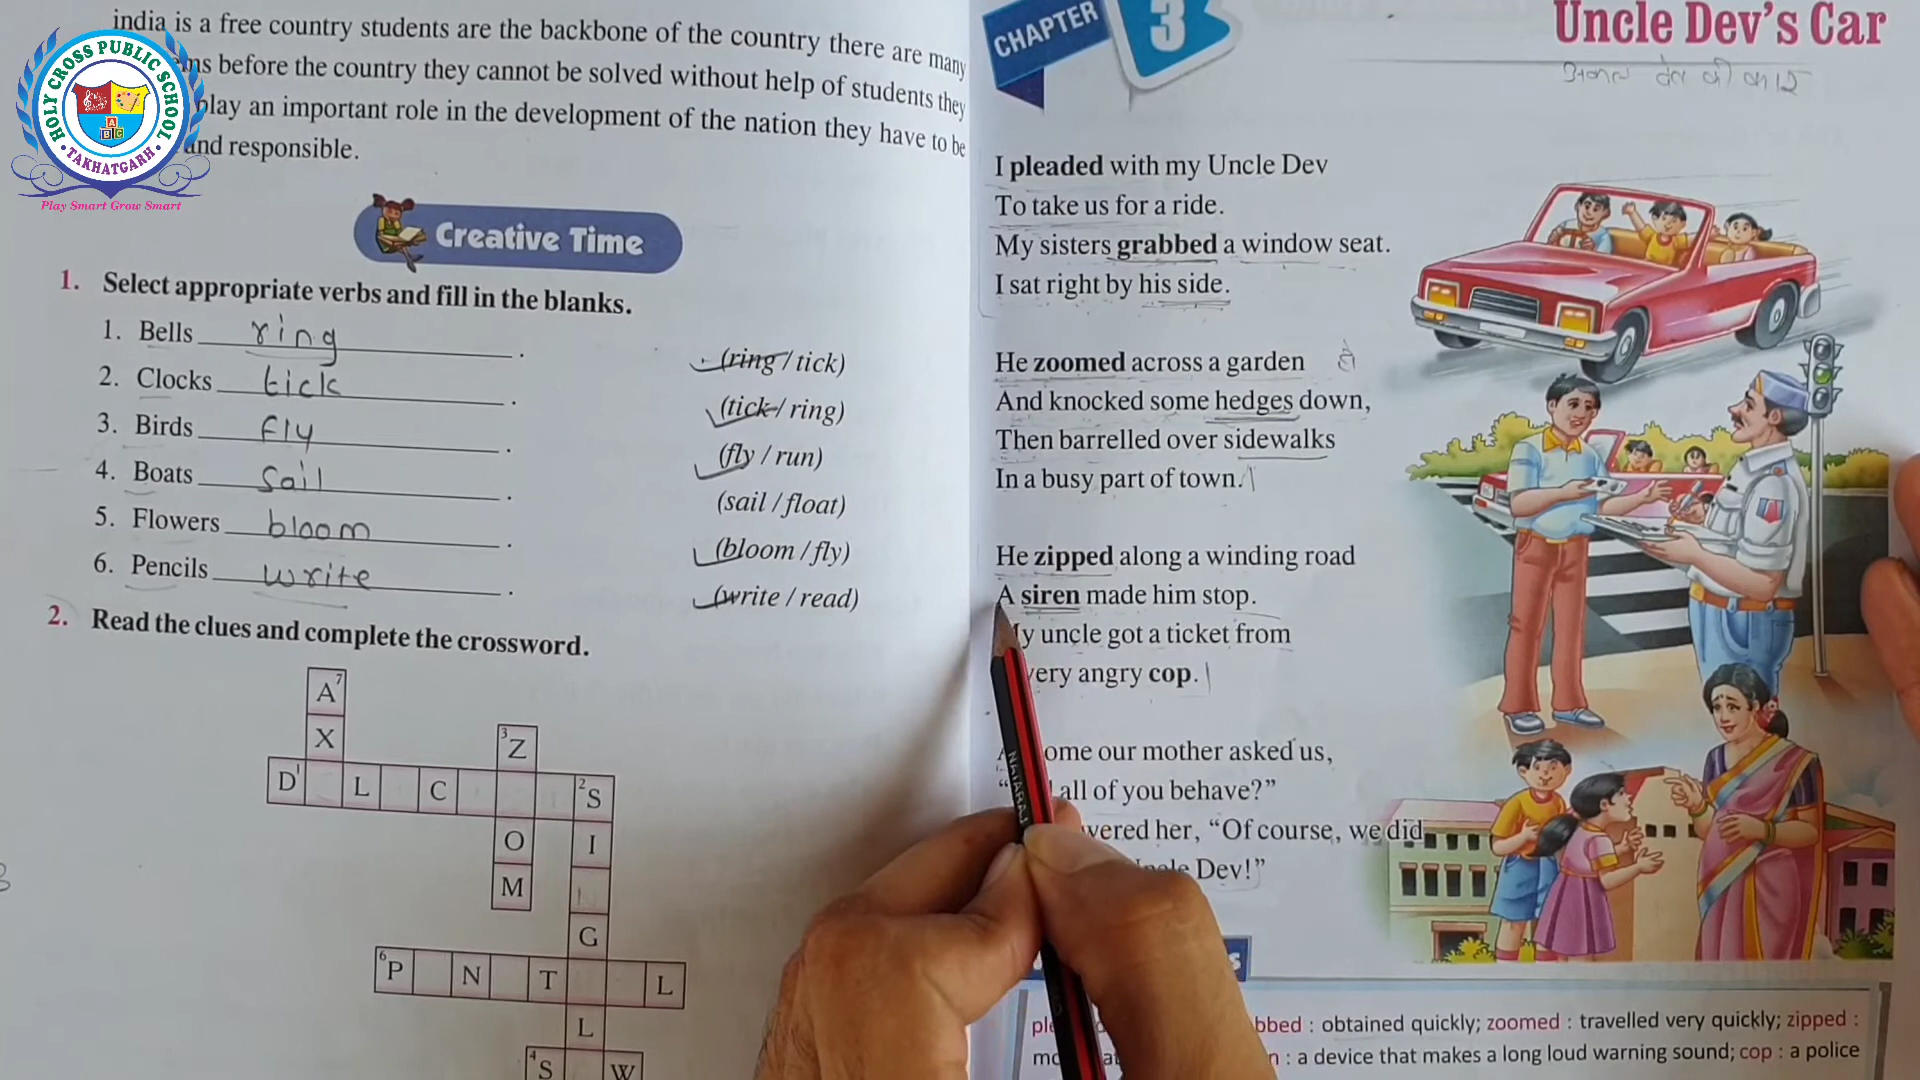 india is a free country students are the backbone of the country there are many
ms before the country they cannot be solved without help of students they
play an important role in the development of the nation they have to be
and responsible.
HOLY CROSS PUBLIC SCHOOL
TAKHATGARH
Play Smart Grow Smart
Creative Time
1. Select appropriate verbs and fill in the blanks.
1. Bells ring . (ring / tick)
2. Clocks tick . (tick / ring)
3. Birds fly . (fly / run)
4. Boats sail . (sail / float)
5. Flowers bloom . (bloom / fly)
6. Pencils write . (write / read)
2. Read the clues and complete the crossword.
A 7
X
3 Z
D 1 L C 2 S
O I
M
G
6 P N T L
L
4 S W
CHAPTER 3
Uncle Dev's Car
I pleaded with my Uncle Dev
To take us for a ride.
My sisters grabbed a window seat.
I sat right by his side.
He zoomed across a garden
And knocked some hedges down,
Then barrelled over sidewalks
In a busy part of town.
He zipped along a winding road
A siren made him stop.
y uncle got a ticket from
very angry cop.
ome our mother asked us,
all of you behave?"
wered her, "Of course, we did
Dev!"
NATARAJ
bbed : obtained quickly; zoomed : travelled very quickly; zipped :
n : a device that makes a long loud warning sound; cop : a police